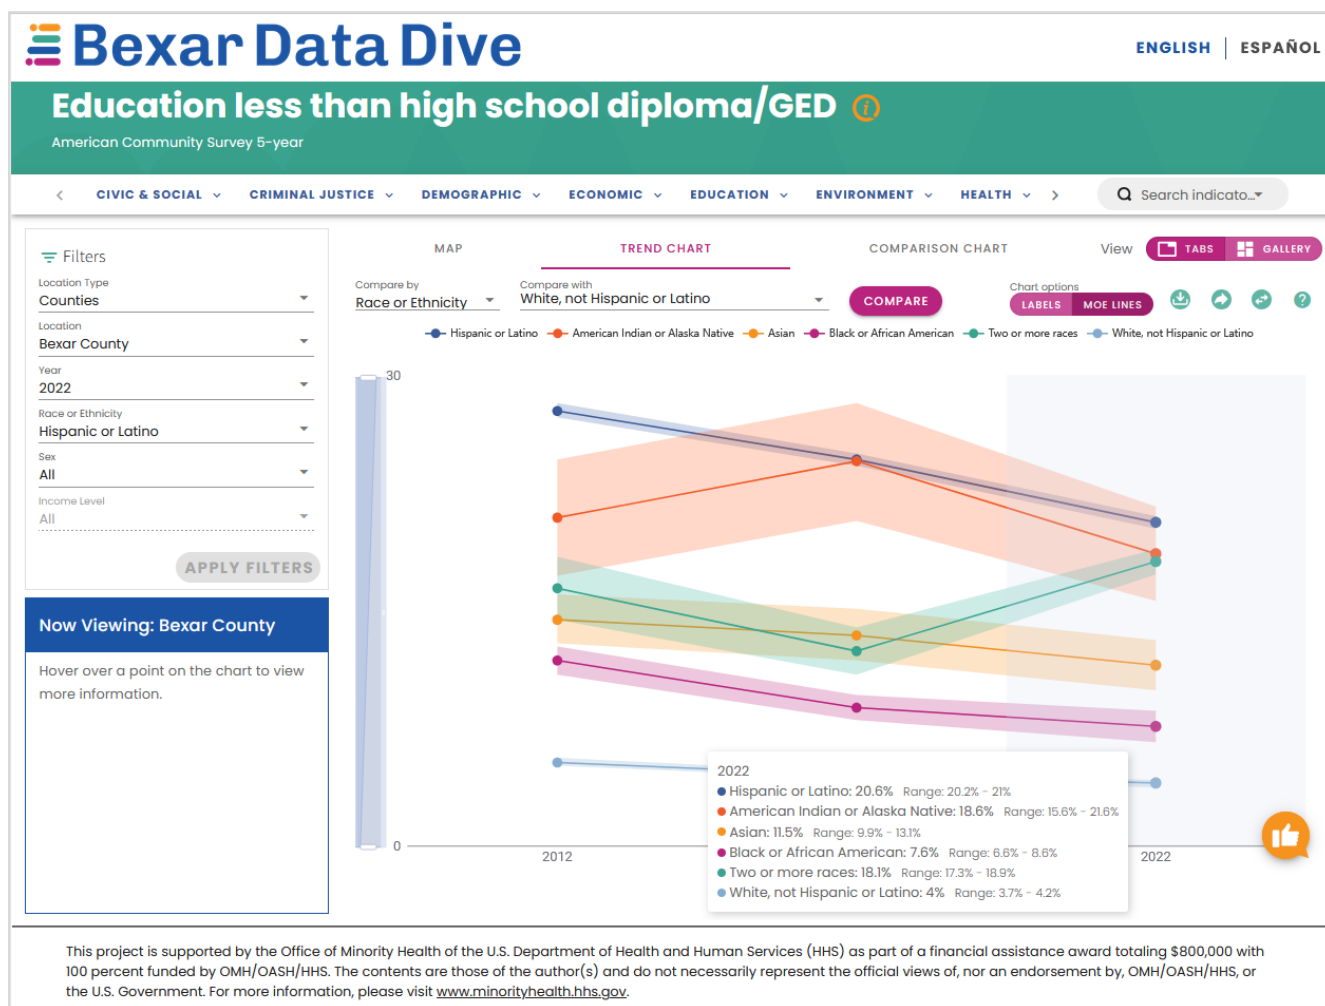 Bexar Data Dive
ENGLISH | ESPAÑOL
Education less than high school diploma/GED i
American Community Survey 5-year
< CIVIC & SOCIAL CRIMINAL JUSTICE DEMOGRAPHIC ECONOMIC EDUCATION ENVIRONMENT HEALTH > Search indicato...
Filters
Location Type
Counties
Location
Bexar County
Year
2022
Race or Ethnicity
Hispanic or Latino
Sex
All
Income Level
All
APPLY FILTERS
Now Viewing: Bexar County
Hover over a point on the chart to view
more information.
MAP TREND CHART COMPARISON CHART View TABS GALLERY
Compare by
Race or Ethnicity
Compare with
White, not Hispanic or Latino
COMPARE
Chart options
LABELS MOE LINES
?
Hispanic or Latino American Indian or Alaska Native Asian Black or African American Two or more races White, not Hispanic or Latino
30
0
2012
2022
2022
Hispanic or Latino: 20.6% Range: 20.2% - 21%
American Indian or Alaska Native: 18.6% Range: 15.6% - 21.6%
Asian: 11.5% Range: 9.9% - 13.1%
Black or African American: 7.6% Range: 6.6% - 8.6%
Two or more races: 18.1% Range: 17.3% - 18.9%
White, not Hispanic or Latino: 4% Range: 3.7% - 4.2%
This project is supported by the Office of Minority Health of the U.S. Department of Health and Human Services (HHS) as part of a financial assistance award totaling $800,000 with
100 percent funded by OMH/OASH/HHS. The contents are those of the author(s) and do not necessarily represent the official views of, nor an endorsement by, OMH/OASH/HHS, or
the U.S. Government. For more information, please visit www.minorityhealth.hhs.gov.